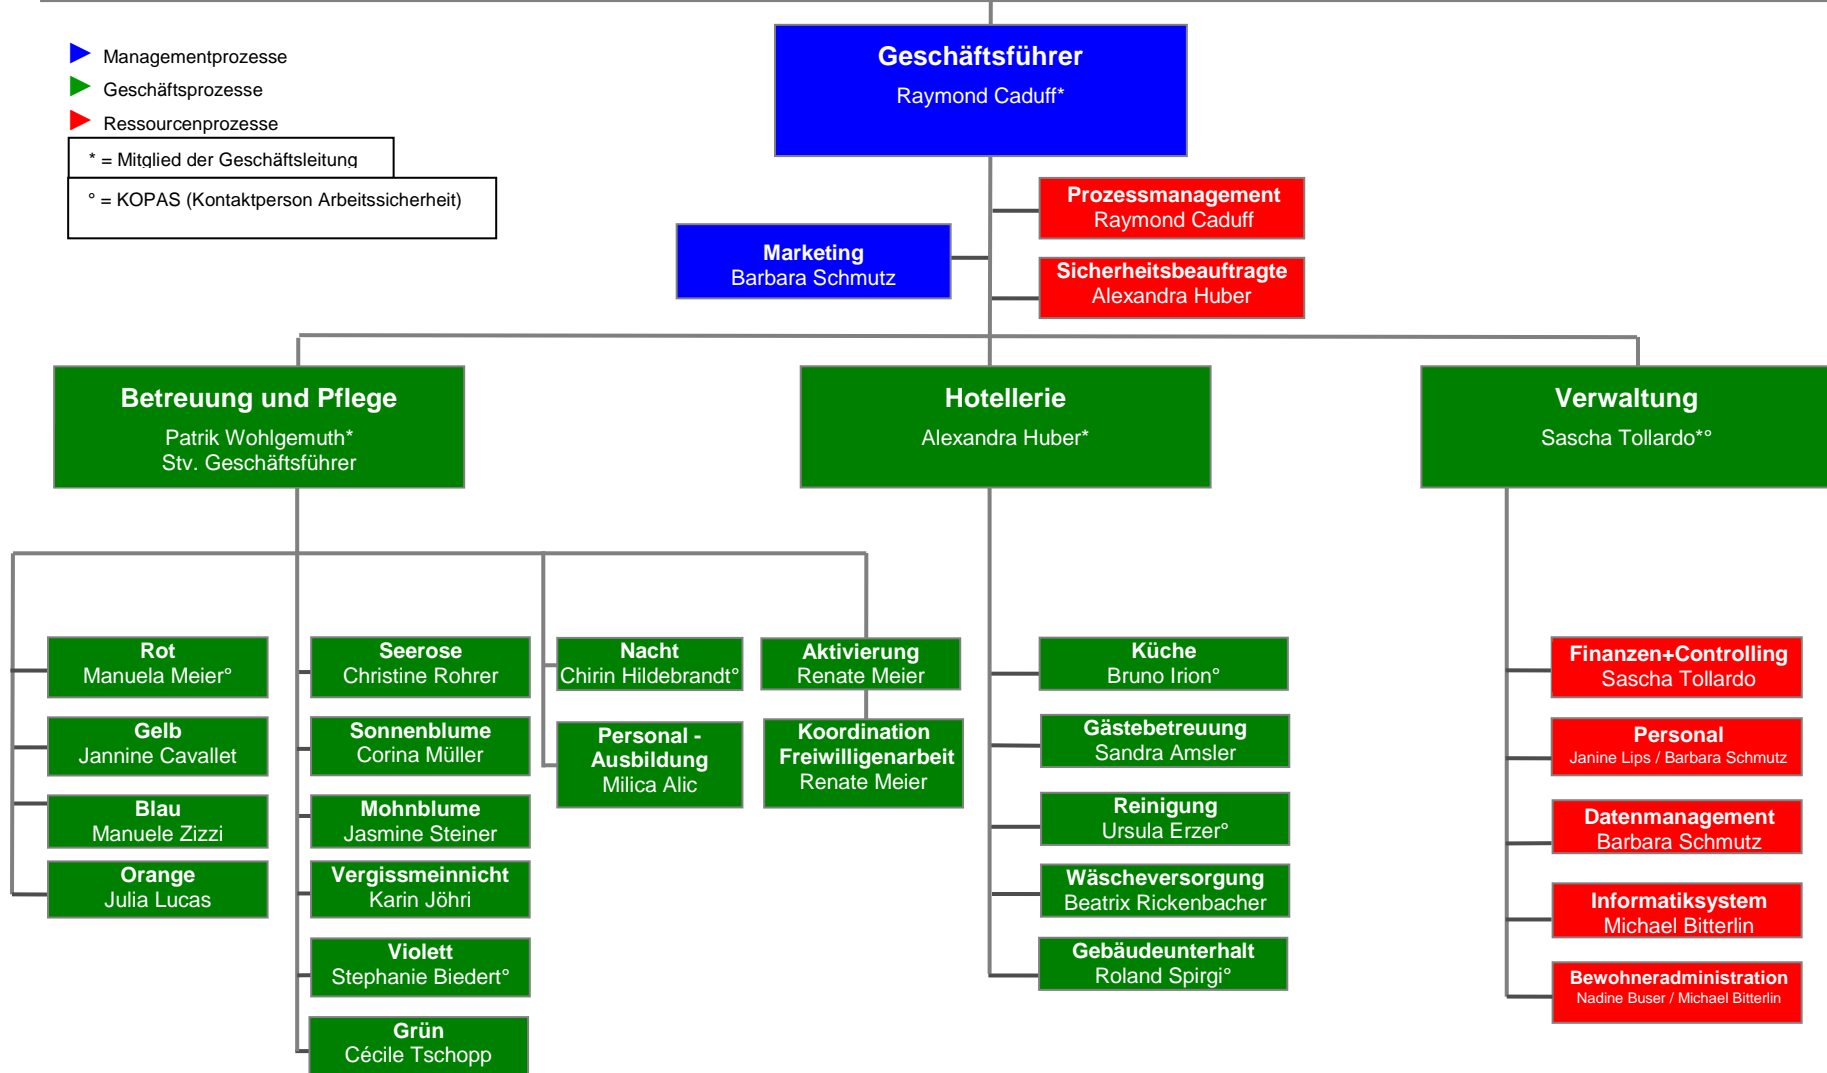 Managementprozesse
Geschäftsprozesse
Ressourcenprozesse
* = Mitglied der Geschäftsleitung
° = KOPAS (Kontaktperson Arbeitssicherheit)
Geschäftsführer
Raymond Caduff*
Prozessmanagement
Raymond Caduff
Marketing
Barbara Schmutz
Sicherheitsbeauftragte
Alexandra Huber
Betreuung und Pflege
Patrik Wohlgemuth*
Stv. Geschäftsführer
Hotellerie
Alexandra Huber*
Verwaltung
Sascha Tollardo*°
Rot
Manuela Meier°
Gelb
Jannine Cavallet
Blau
Manuele Zizzi
Orange
Julia Lucas
Seerose
Christine Rohrer
Sonnenblume
Corina Müller
Mohnblume
Jasmine Steiner
Vergissmeinnicht
Karin Jöhri
Violett
Stephanie Biedert°
Grün
Cécile Tschopp
Nacht
Chirin Hildebrandt°
Personal -
Ausbildung
Milica Alic
Aktivierung
Renate Meier
Koordination
Freiwilligenarbeit
Renate Meier
Küche
Bruno Irion°
Gästebetreuung
Sandra Amsler
Reinigung
Ursula Erzer°
Wäscheversorgung
Beatrix Rickenbacher
Gebäudeunterhalt
Roland Spirgi°
Finanzen+Controlling
Sascha Tollardo
Personal
Janine Lips / Barbara Schmutz
Datenmanagement
Barbara Schmutz
Informatiksystem
Michael Bitterlin
Bewohneradministration
Nadine Buser / Michael Bitterlin